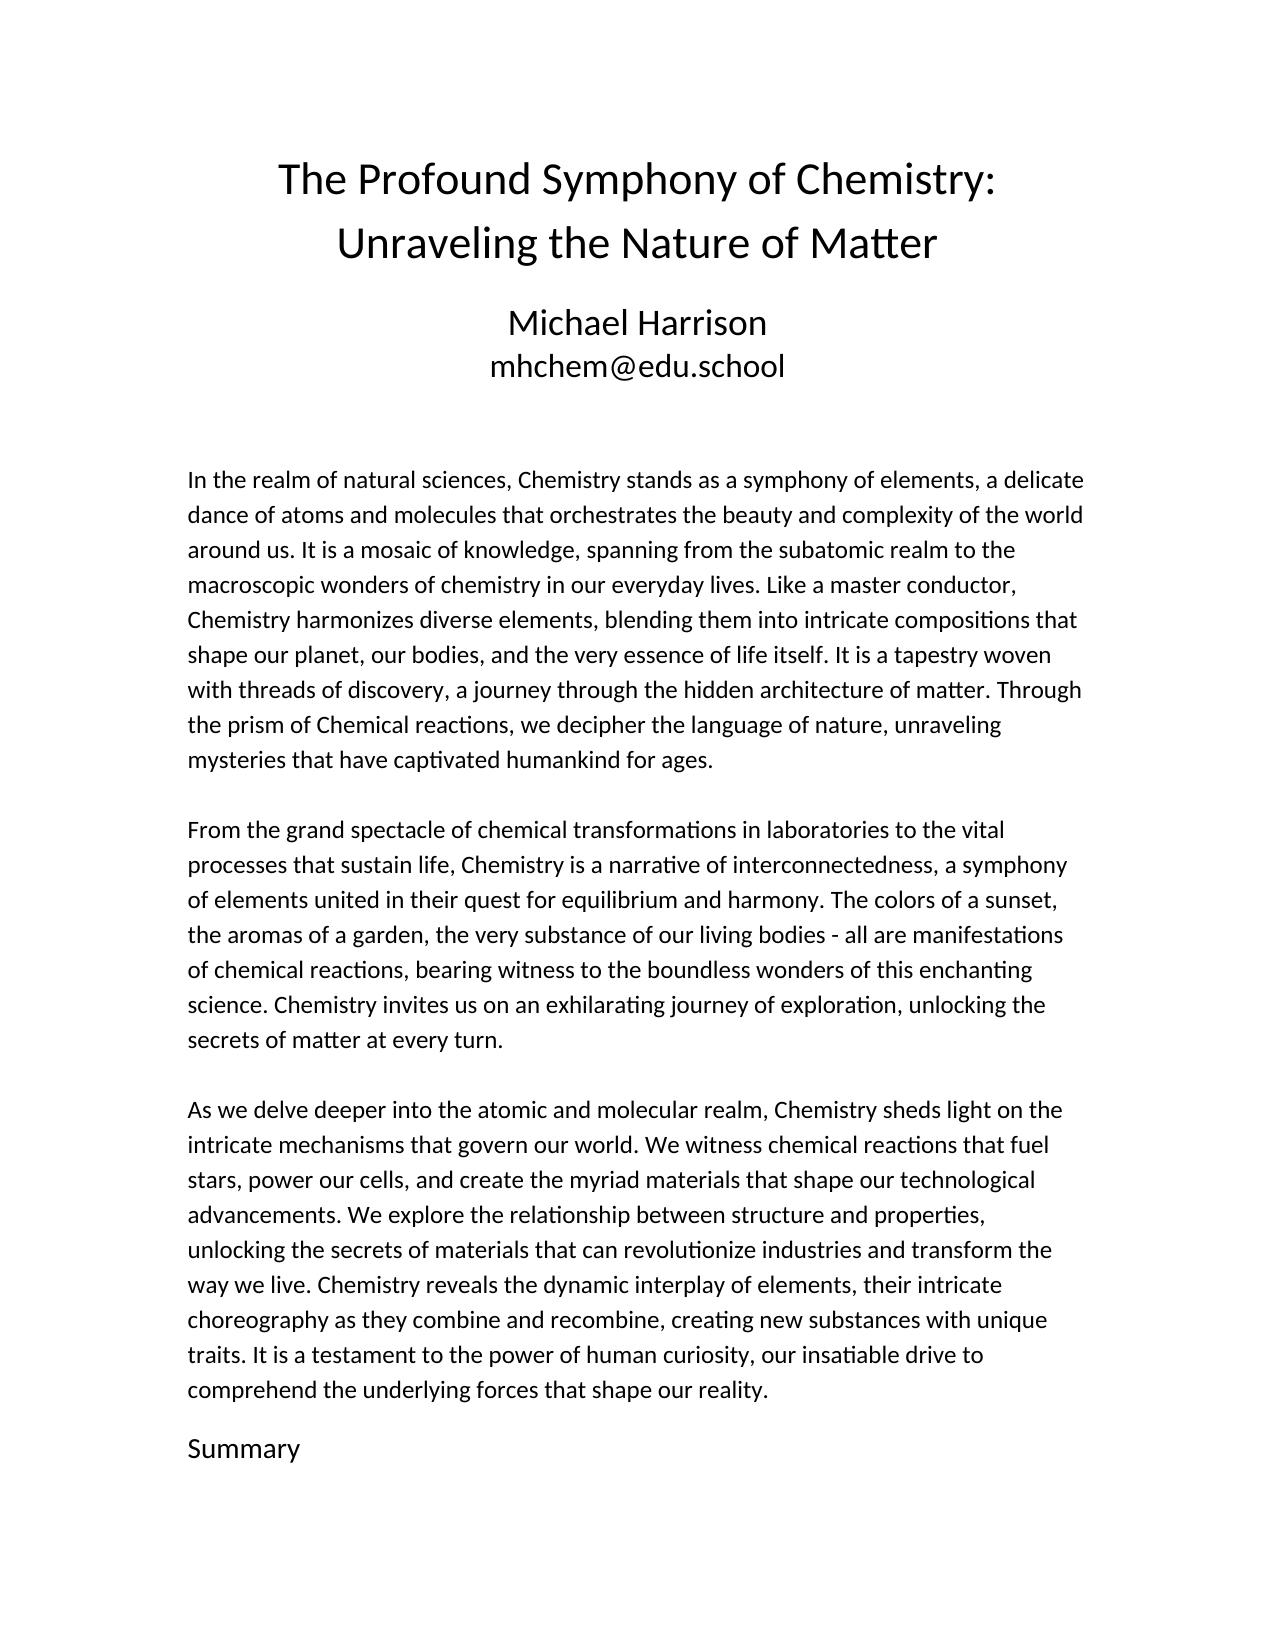 The Profound Symphony of Chemistry:
Unraveling the Nature of Matter
Michael Harrison
mhchem@edu.school
In the realm of natural sciences, Chemistry stands as a symphony of elements, a delicate
dance of atoms and molecules that orchestrates the beauty and complexity of the world
around us. It is a mosaic of knowledge, spanning from the subatomic realm to the
macroscopic wonders of chemistry in our everyday lives. Like a master conductor,
Chemistry harmonizes diverse elements, blending them into intricate compositions that
shape our planet, our bodies, and the very essence of life itself. It is a tapestry woven
with threads of discovery, a journey through the hidden architecture of matter. Through
the prism of Chemical reactions, we decipher the language of nature, unraveling
mysteries that have captivated humankind for ages.
From the grand spectacle of chemical transformations in laboratories to the vital
processes that sustain life, Chemistry is a narrative of interconnectedness, a symphony
of elements united in their quest for equilibrium and harmony. The colors of a sunset,
the aromas of a garden, the very substance of our living bodies - all are manifestations
of chemical reactions, bearing witness to the boundless wonders of this enchanting
science. Chemistry invites us on an exhilarating journey of exploration, unlocking the
secrets of matter at every turn.
As we delve deeper into the atomic and molecular realm, Chemistry sheds light on the
intricate mechanisms that govern our world. We witness chemical reactions that fuel
stars, power our cells, and create the myriad materials that shape our technological
advancements. We explore the relationship between structure and properties,
unlocking the secrets of materials that can revolutionize industries and transform the
way we live. Chemistry reveals the dynamic interplay of elements, their intricate
choreography as they combine and recombine, creating new substances with unique
traits. It is a testament to the power of human curiosity, our insatiable drive to
comprehend the underlying forces that shape our reality.
Summary